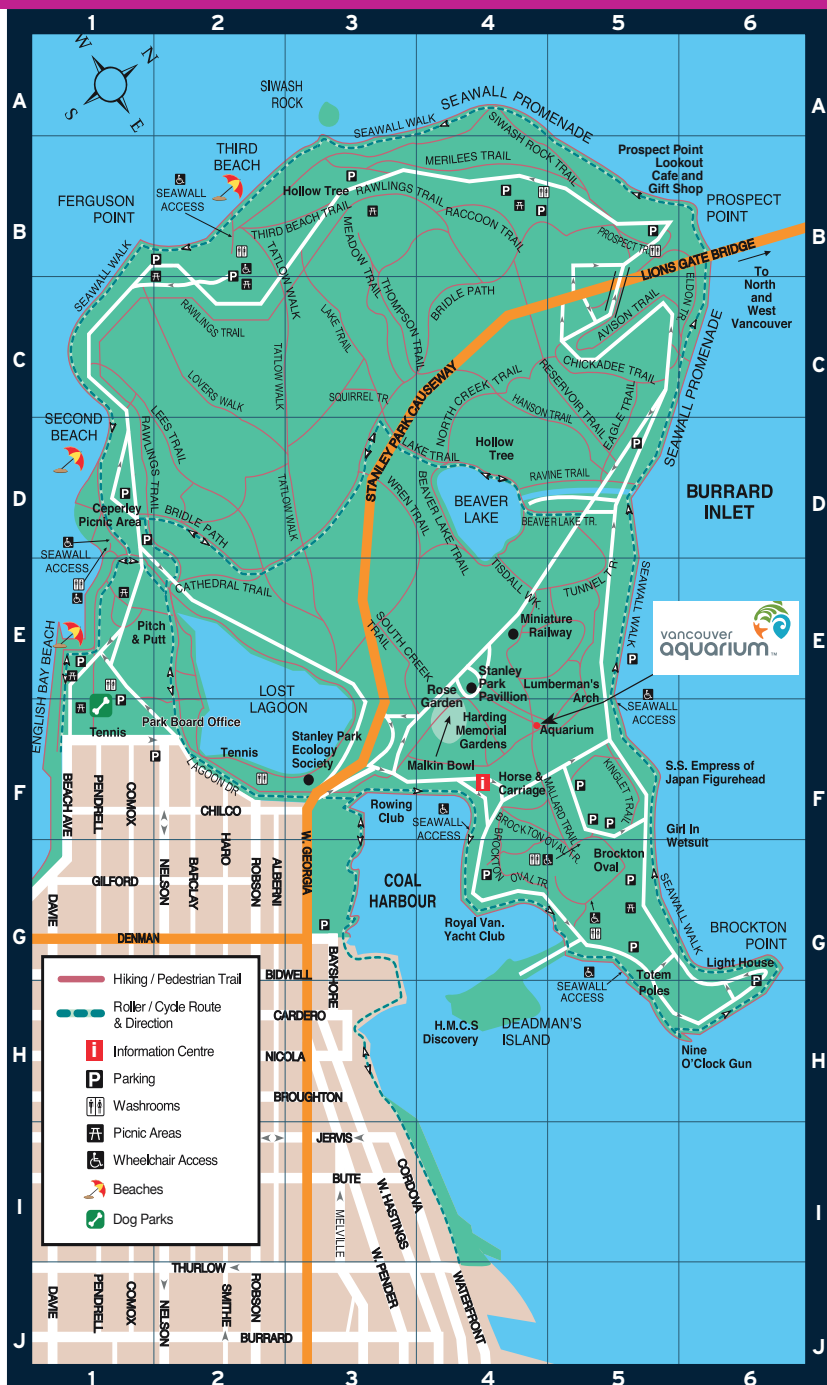 1 2 3 4 5 6
A
B
C
D
E
F
G
H
I
J
A
B
C
D
E
F
G
H
I
J
N
W
S
E
SIWASH
ROCK
SEAWALL WALK
SEAWALL PROMENADE
SIWASH ROCK TRAIL
MERILEES TRAIL
THIRD
BEACH
SEAWALL
ACCESS
FERGUSON
POINT
Hollow Tree
RAWLINGS TRAIL
THIRD BEACH TRAIL
RACCOON TRAIL
Prospect Point
Lookout
Cafe and
Gift Shop
PROSPECT
POINT
PROSPECT TR.
LIONS GATE BRIDGE
To
North
and
West
Vancouver
SEAWALL WALK
TATLOW WALK
MEADOW TRAIL
THOMPSON TRAIL
BRIDLE PATH
ELDON TR.
AVISON TRAIL
RAWLINGS TRAIL
LAKE TRAIL
CHICKADEE TRAIL
SEAWALL PROMENADE
LOVERS WALK
TATLOW WALK
SQUIRREL TR
STANLEY PARK CAUSEWAY
NORTH CREEK TRAIL
HANSON TRAIL
RESERVOIR TRAIL
EAGLE TRAIL
SECOND
BEACH
LEES TRAIL
RAWLINGS TRAIL
LAKE TRAIL
Hollow
Tree
RAVINE TRAIL
BEAVER
LAKE
BEAVER LAKE TR.
BURRARD
INLET
Ceperley
Picnic Area
BRIDLE PATH
TATLOW WALK
WREN TRAIL
BEAVER LAKE TRAIL
SEAWALL
ACCESS
CATHEDRAL TRAIL
TISDALL WK.
TUNNEL TR
SEAWALL WALK
Pitch
& Putt
SOUTH CREEK
TRAIL
Miniature
Railway
vancouver
aquarium™
ENGLISH BAY BEACH
LOST
LAGOON
Stanley
Park
Pavillion
Lumberman's
Arch
SEAWALL
ACCESS
Rose
Garden
Harding
Memorial
Gardens
Aquarium
Malkin Bowl
Park Board Office
Tennis
Tennis
Stanley Park
Ecology
Society
LAGOON DR
i
Horse &
Carriage
KINGLET TRAIL
MALLARD TRAIL
S.S. Empress of
Japan Figurehead
Girl In
Wetsuit
Rowing
Club
SEAWALL
ACCESS
BROCKTON OVAL TR.
BROCKTON
OVAL TR
Brockton
Oval
SEAWALL WALK
BEACH AVE
PENDRELL
COMOX
CHILCO
NELSON
BARCLAY
HARO
ROBSON
ALBERNI
W. GEORGIA
GILFORD
DAVIE
DENMAN
COAL
HARBOUR
Royal Van.
Yacht Club
BROCKTON
POINT
Light House
SEAWALL
ACCESS
Totem
Poles
BAYSHORE
BIDWELL
CARDERO
H.M.C.S
Discovery
DEADMAN'S
ISLAND
Nine
O'Clock Gun
NICOLA
BROUGHTON
JERVIS
BUTE
MELVILLE
CORDOVA
W. HASTINGS
W. PENDER
WATERFRONT
THURLOW
DAVIE
PENDRELL
COMOX
NELSON
SMITHE
ROBSON
BURRARD
Hiking / Pedestrian Trail
Roller / Cycle Route
& Direction
i Information Centre
P Parking
Washrooms
Picnic Areas
Wheelchair Access
Beaches
Dog Parks
1 2 3 4 5 6